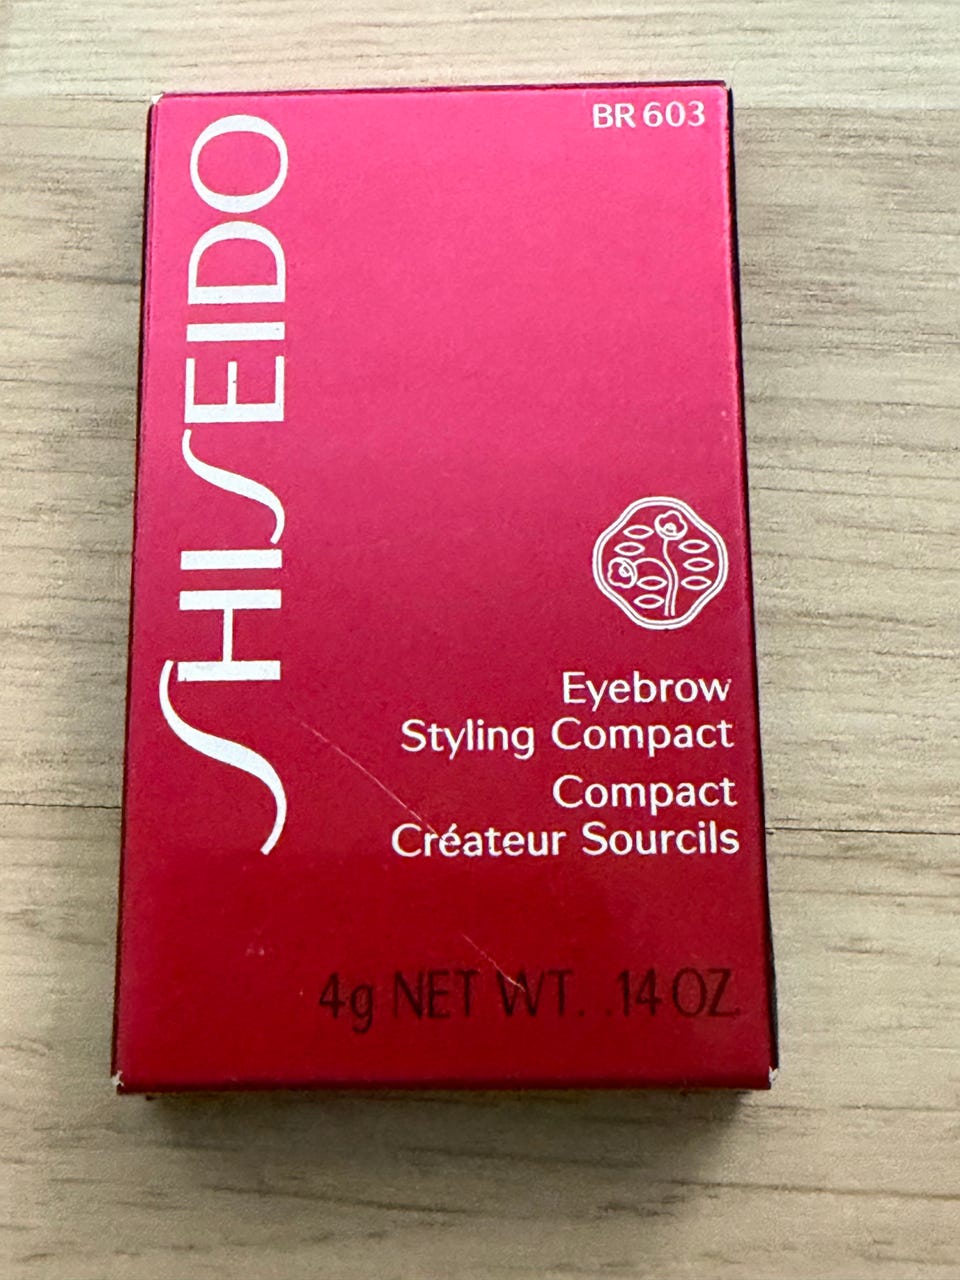 BR 603
SHISEIDO
Eyebrow
Styling Compact
Compact
Créateur Sourcils
4g NET WT. .14 OZ.